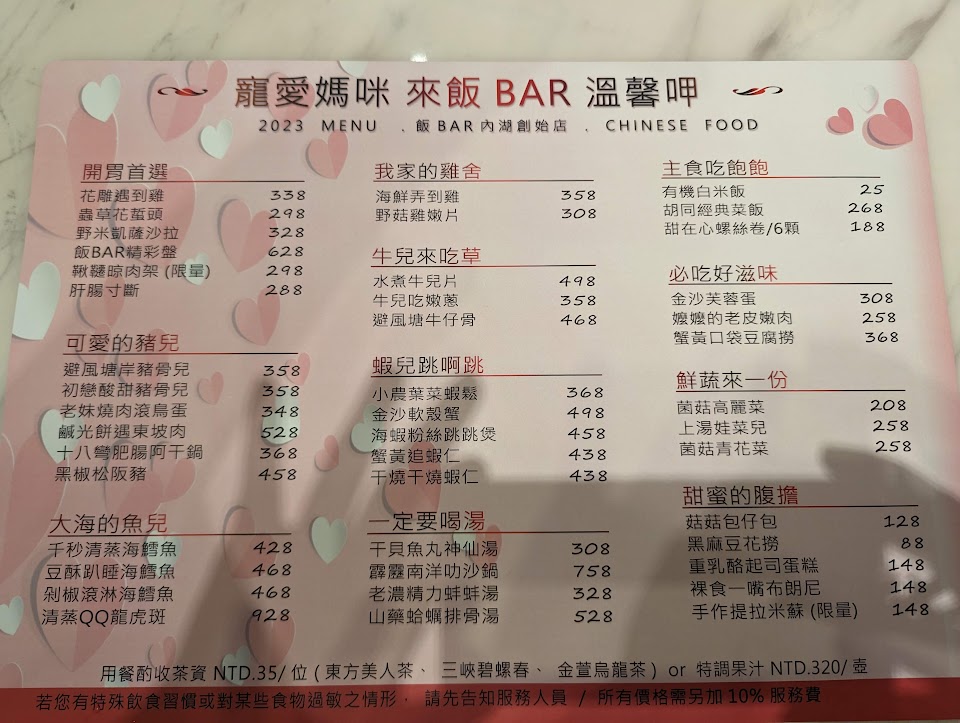 寵愛媽咪 來飯 BAR 溫馨呷
2023 MENU ．飯BAR內湖創始店 ．CHINESE FOOD
開胃首選
花雕遇到雞 338
蟲草花蜇頭 298
野米凱薩沙拉 328
飯BAR精彩盤 628
鞦韆晾肉架 (限量) 298
肝腸寸斷 288
可愛的豬兒
避風塘岸豬骨兒 358
初戀酸甜豬骨兒 358
老妹燒肉滾鳥蛋 348
鹹光餅遇東坡肉 528
十八彎肥腸阿干鍋 368
黑椒松阪豬 458
大海的魚兒
千秒清蒸海鱈魚 428
豆酥趴睡海鱈魚 468
剁椒滾淋海鱈魚 468
清蒸QQ龍虎斑 928
我家的雞舍
海鮮弄到雞 358
野菇雞嫩片 308
牛兒來吃草
水煮牛兒片 498
牛兒吃嫩蔥 358
避風塘牛仔骨 468
蝦兒跳啊跳
小農葉菜蝦鬆 368
金沙軟殼蟹 498
海蝦粉絲跳跳煲 458
蟹黃追蝦仁 438
干燒干燒蝦仁 438
一定要喝湯
干貝魚丸神仙湯 308
霹靂南洋叻沙鍋 758
老濃精力蚌蚌湯 328
山藥蛤蠣排骨湯 528
主食吃飽飽
有機白米飯 25
胡同經典菜飯 268
甜在心螺絲卷/6顆 188
必吃好滋味
金沙芙蓉蛋 308
嬤嬤的老皮嫩肉 258
蟹黃口袋豆腐撈 368
鮮蔬來一份
菌菇高麗菜 208
上湯娃菜兒 258
菌菇青花菜 258
甜蜜的腹擔
菇菇包仔包 128
黑麻豆花撈 88
重乳酪起司蛋糕 148
裸食一嘴布朗尼 148
手作提拉米蘇 (限量) 148
用餐酌收茶資 NTD.35/ 位 ( 東方美人茶、 三峽碧螺春、 金萱烏龍茶 ) or 特調果汁 NTD.320/ 壺
若您有特殊飲食習慣或對某些食物過敏之情形， 請先告知服務人員 / 所有價格需另加 10% 服務費